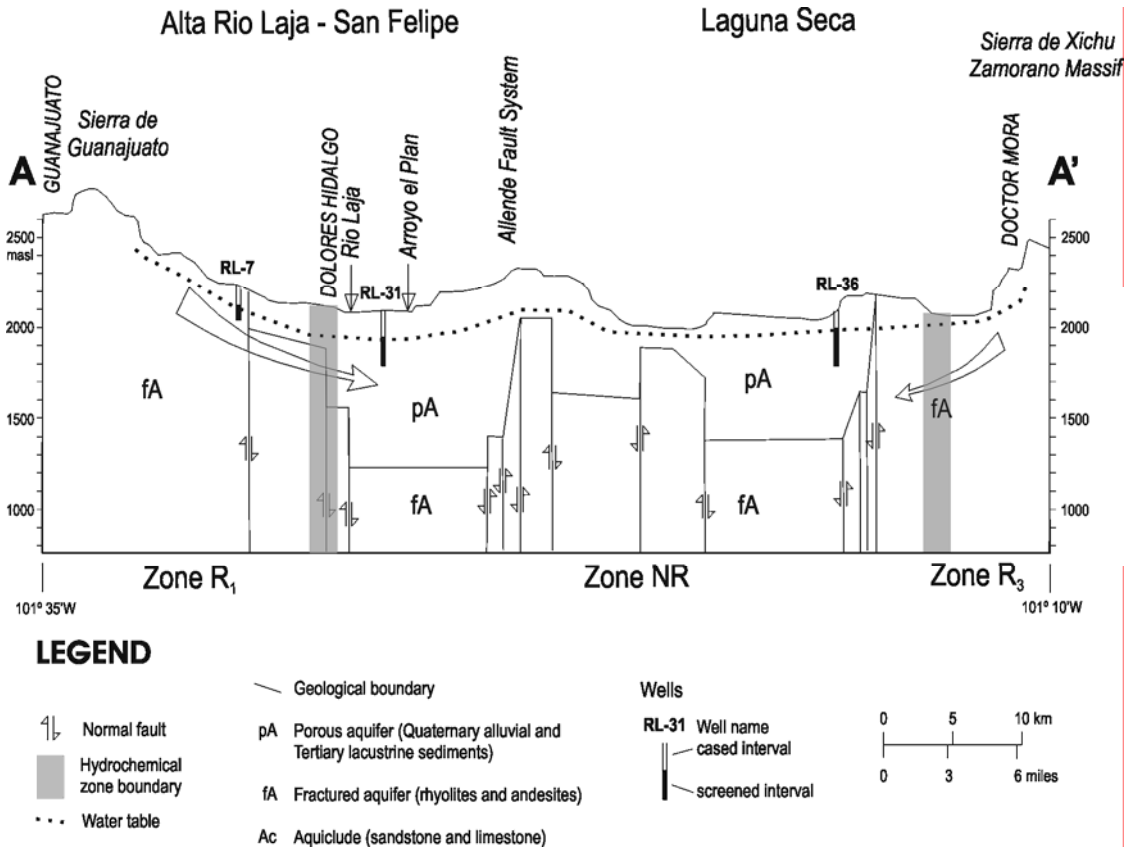 Alta Rio Laja - San Felipe
Laguna Seca
Sierra de Xichu
Zamorano Massif
A
GUANAJUATO
Sierra de
Guanajuato
DOLORES HIDALGO
Rio Laja
Arroyo el Plan
Allende Fault System
DOCTOR MORA
A'
2500
masl
2000
1500
1000
RL-7
RL-31
RL-36
2500
2000
1500
1000
fA
pA
fA
pA
fA
fA
Zone R₁
Zone NR
Zone R₃
101° 35'W
101° 10'W
LEGEND
Normal fault
Hydrochemical
zone boundary
Water table
Geological boundary
pA Porous aquifer (Quaternary alluvial and
Tertiary lacustrine sediments)
fA Fractured aquifer (rhyolites and andesites)
Ac Aquiclude (sandstone and limestone)
Wells
RL-31 Well name
cased interval
screened interval
0 5 10 km
0 3 6 miles